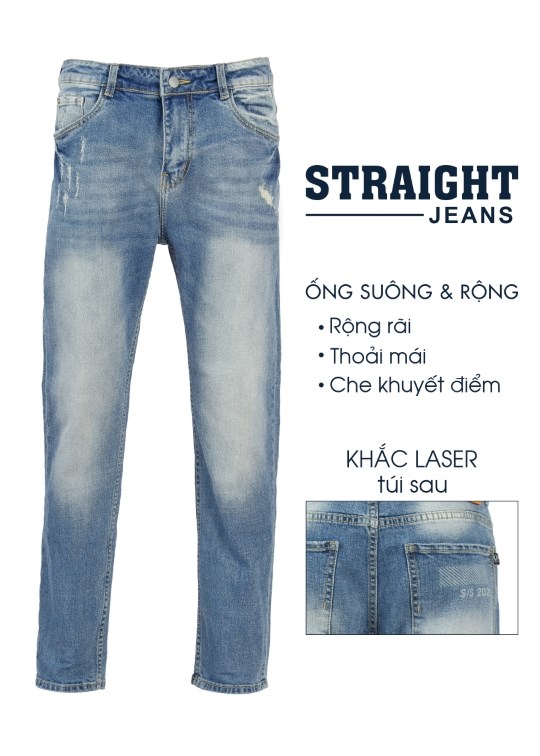 STRAIGHT
JEANS
ỐNG SUÔNG & RỘNG
• Rộng rãi
• Thoải mái
• Che khuyết điểm
KHẮC LASER
túi sau
S/S